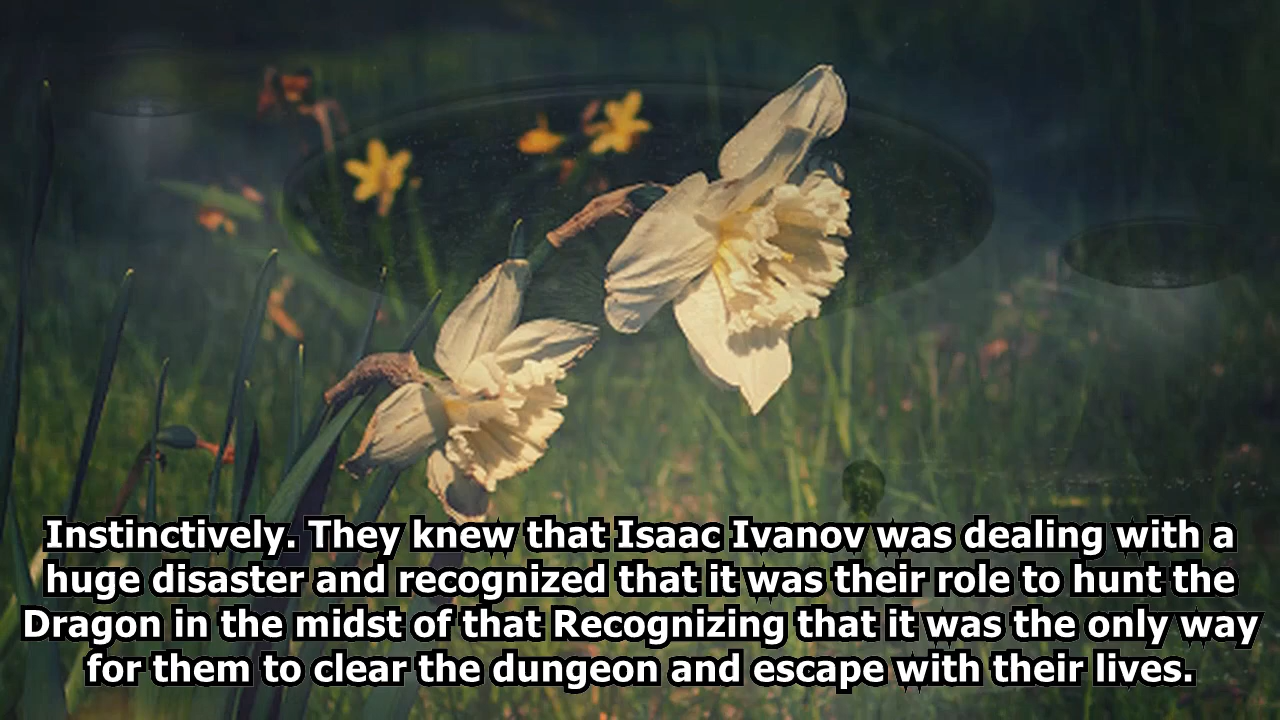 Instinctively. They knew that Isaac Ivanov was dealing with a
huge disaster and recognized that it was their role to hunt the
Dragon in the midst of that Recognizing that it was the only way
for them to clear the dungeon and escape with their lives.